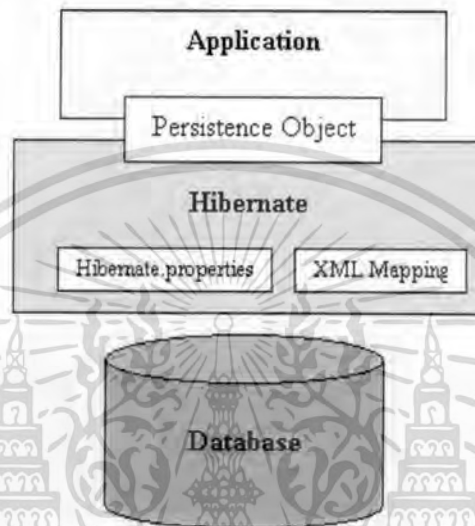 Application
Persistence Object
Hibernate
Hibernate.properties
XML Mapping
Database